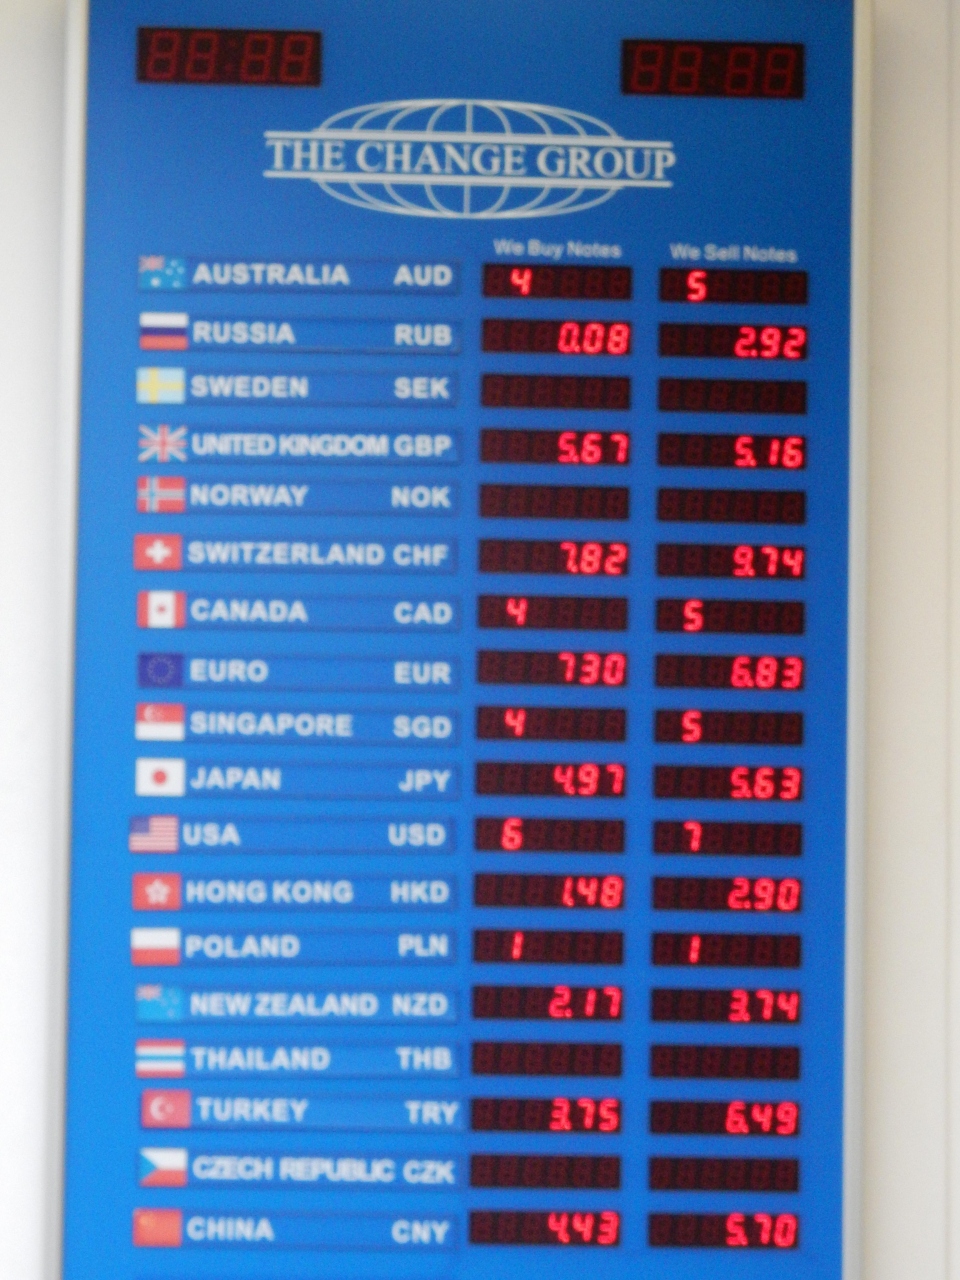 THE CHANGE GROUP
We Buy Notes We Sell Notes
AUSTRALIA AUD 4 5
RUSSIA RUB 0.08 2.92
SWEDEN SEK
UNITED KINGDOM GBP 5.67 5.16
NORWAY NOK
SWITZERLAND CHF 7.82 9.74
CANADA CAD 4 5
EURO EUR 7.30 6.83
SINGAPORE SGD 4 5
JAPAN JPY 4.97 5.63
USA USD 6 7
HONG KONG HKD 1.48 2.90
POLAND PLN 1 1
NEW ZEALAND NZD 2.17 3.74
THAILAND THB
TURKEY TRY 3.75 6.49
CZECH REPUBLIC CZK
CHINA CNY 4.43 5.70